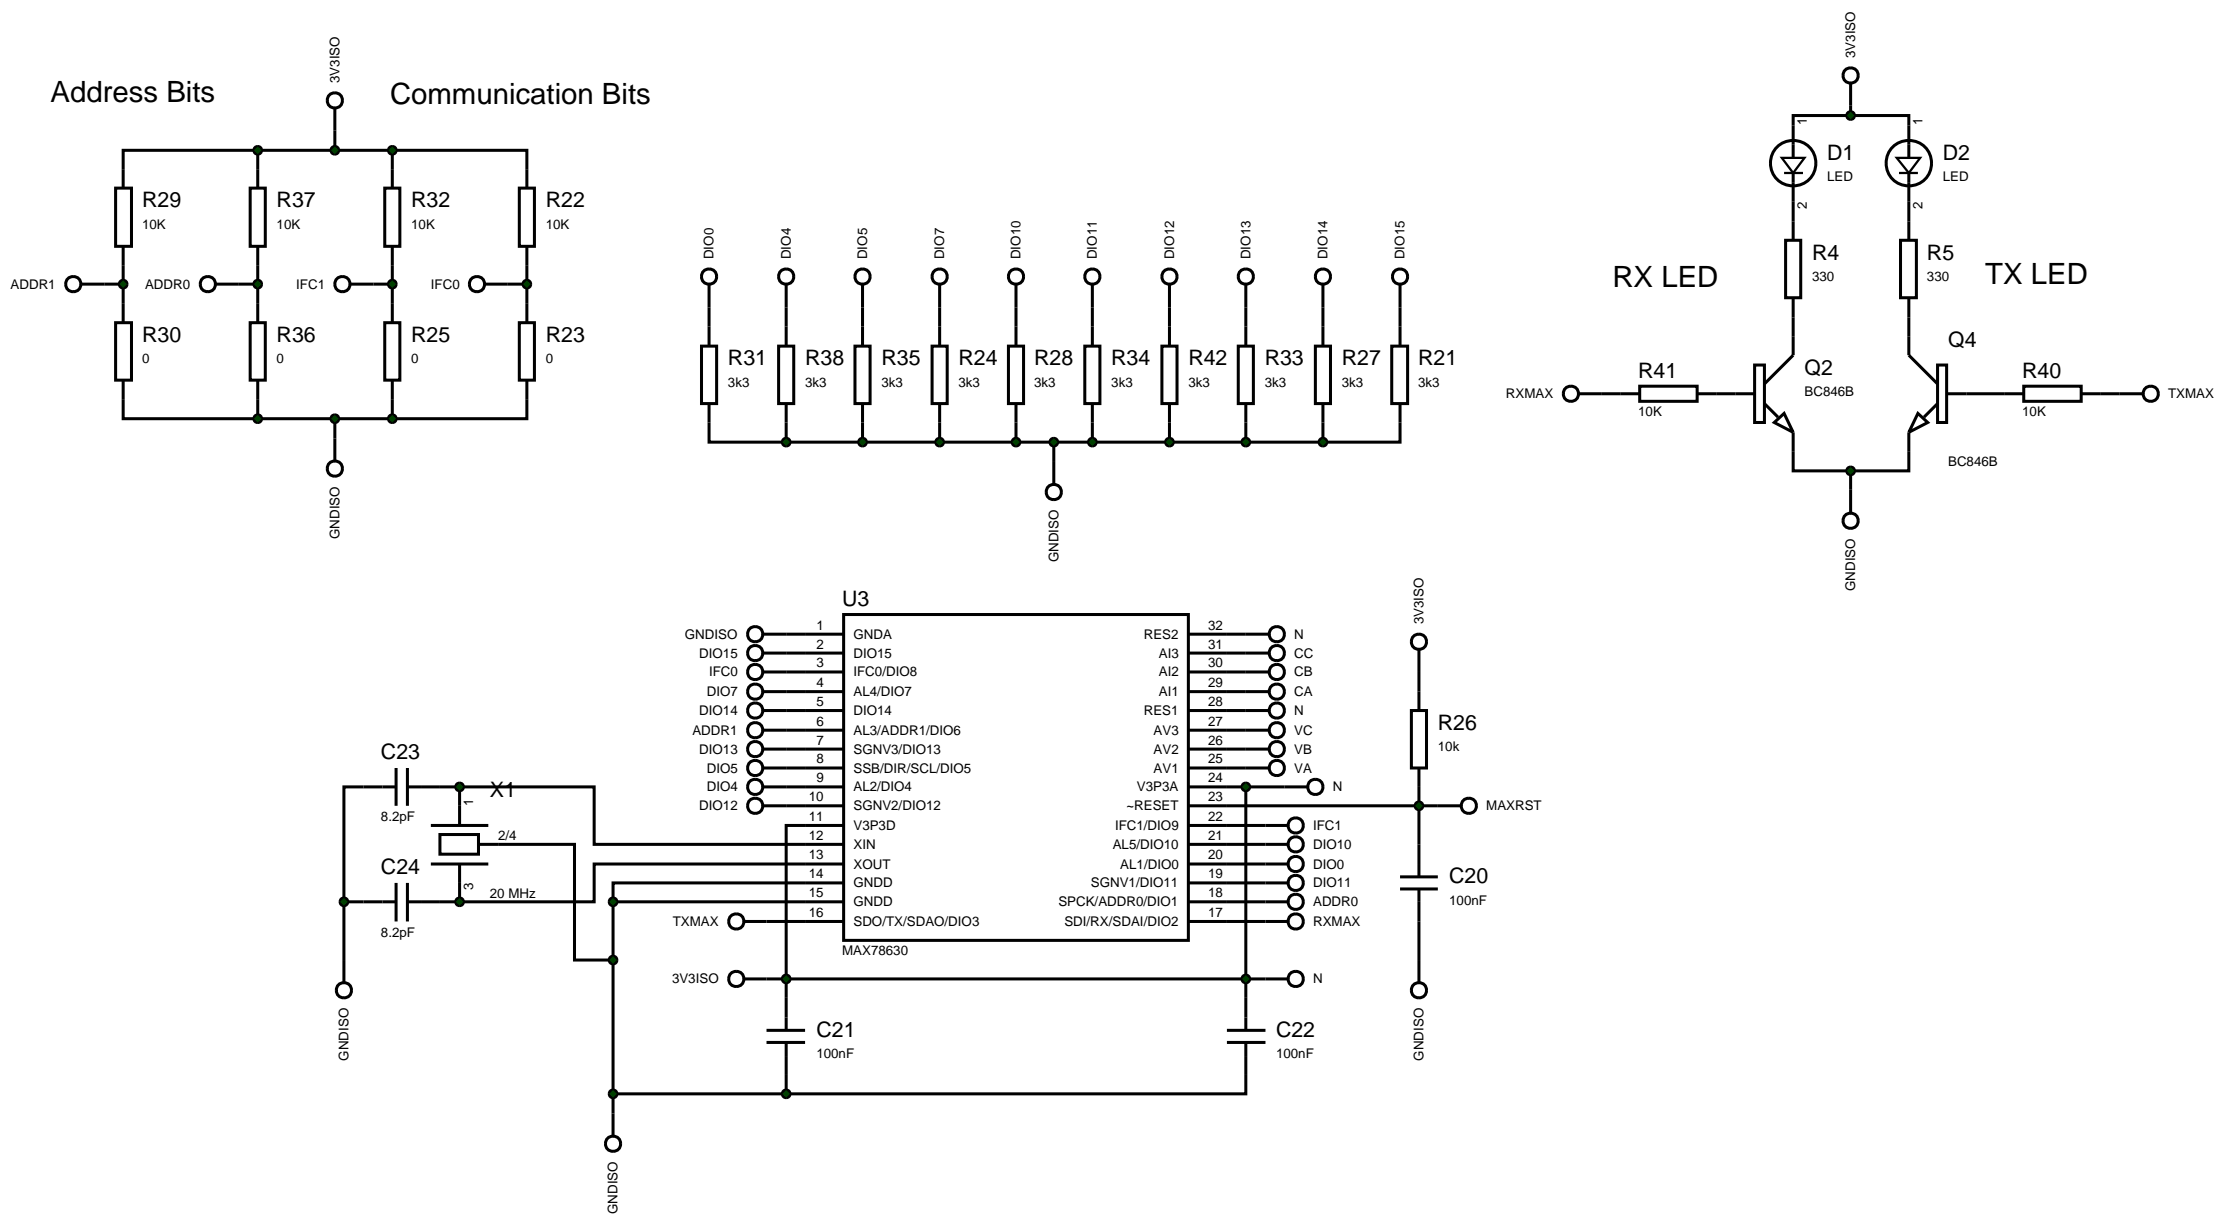 Address Bits
Communication Bits
3V3ISO
R29
10K
R37
10K
R32
10K
R22
10K
ADDR1
ADDR0
IFC1
IFC0
R30
0
R36
0
R25
0
R23
0
GNDISO
DIO0
DIO4
DIO5
DIO7
DIO10
DIO11
DIO12
DIO13
DIO14
DIO15
R31
3k3
R38
3k3
R35
3k3
R24
3k3
R28
3k3
R34
3k3
R42
3k3
R33
3k3
R27
3k3
R21
3k3
GNDISO
3V3ISO
1
1
D1
LED
D2
LED
2
2
RX LED
R4
330
R5
330
TX LED
Q2
BC846B
Q4
BC846B
RXMAX
R41
10K
R40
10K
TXMAX
GNDISO
U3
GNDISO 1 GNDA
DIO15 2 DIO15
IFC0 3 IFC0/DIO8
DIO7 4 AL4/DIO7
DIO14 5 DIO14
ADDR1 6 AL3/ADDR1/DIO6
DIO13 7 SGNV3/DIO13
DIO5 8 SSB/DIR/SCL/DIO5
DIO4 9 AL2/DIO4
DIO12 10 SGNV2/DIO12
11 V3P3D
12 XIN
13 XOUT
14 GNDD
15 GNDD
TXMAX 16 SDO/TX/SDAO/DIO3
RES2 32 N
AI3 31 CC
AI2 30 CB
AI1 29 CA
RES1 28 N
AV3 27 VC
AV2 26 VB
AV1 25 VA
V3P3A 24 N
~RESET 23 MAXRST
IFC1/DIO9 22 IFC1
AL5/DIO10 21 DIO10
AL1/DIO0 20 DIO0
SGNV1/DIO11 19 DIO11
SPCK/ADDR0/DIO1 18 ADDR0
SDI/RX/SDAI/DIO2 17 RXMAX
MAX78630
C23
8.2pF
X1
1
2/4
3
20 MHz
C24
8.2pF
GNDISO
3V3ISO
N
C21
100nF
C22
100nF
GNDISO
3V3ISO
R26
10k
C20
100nF
GNDISO